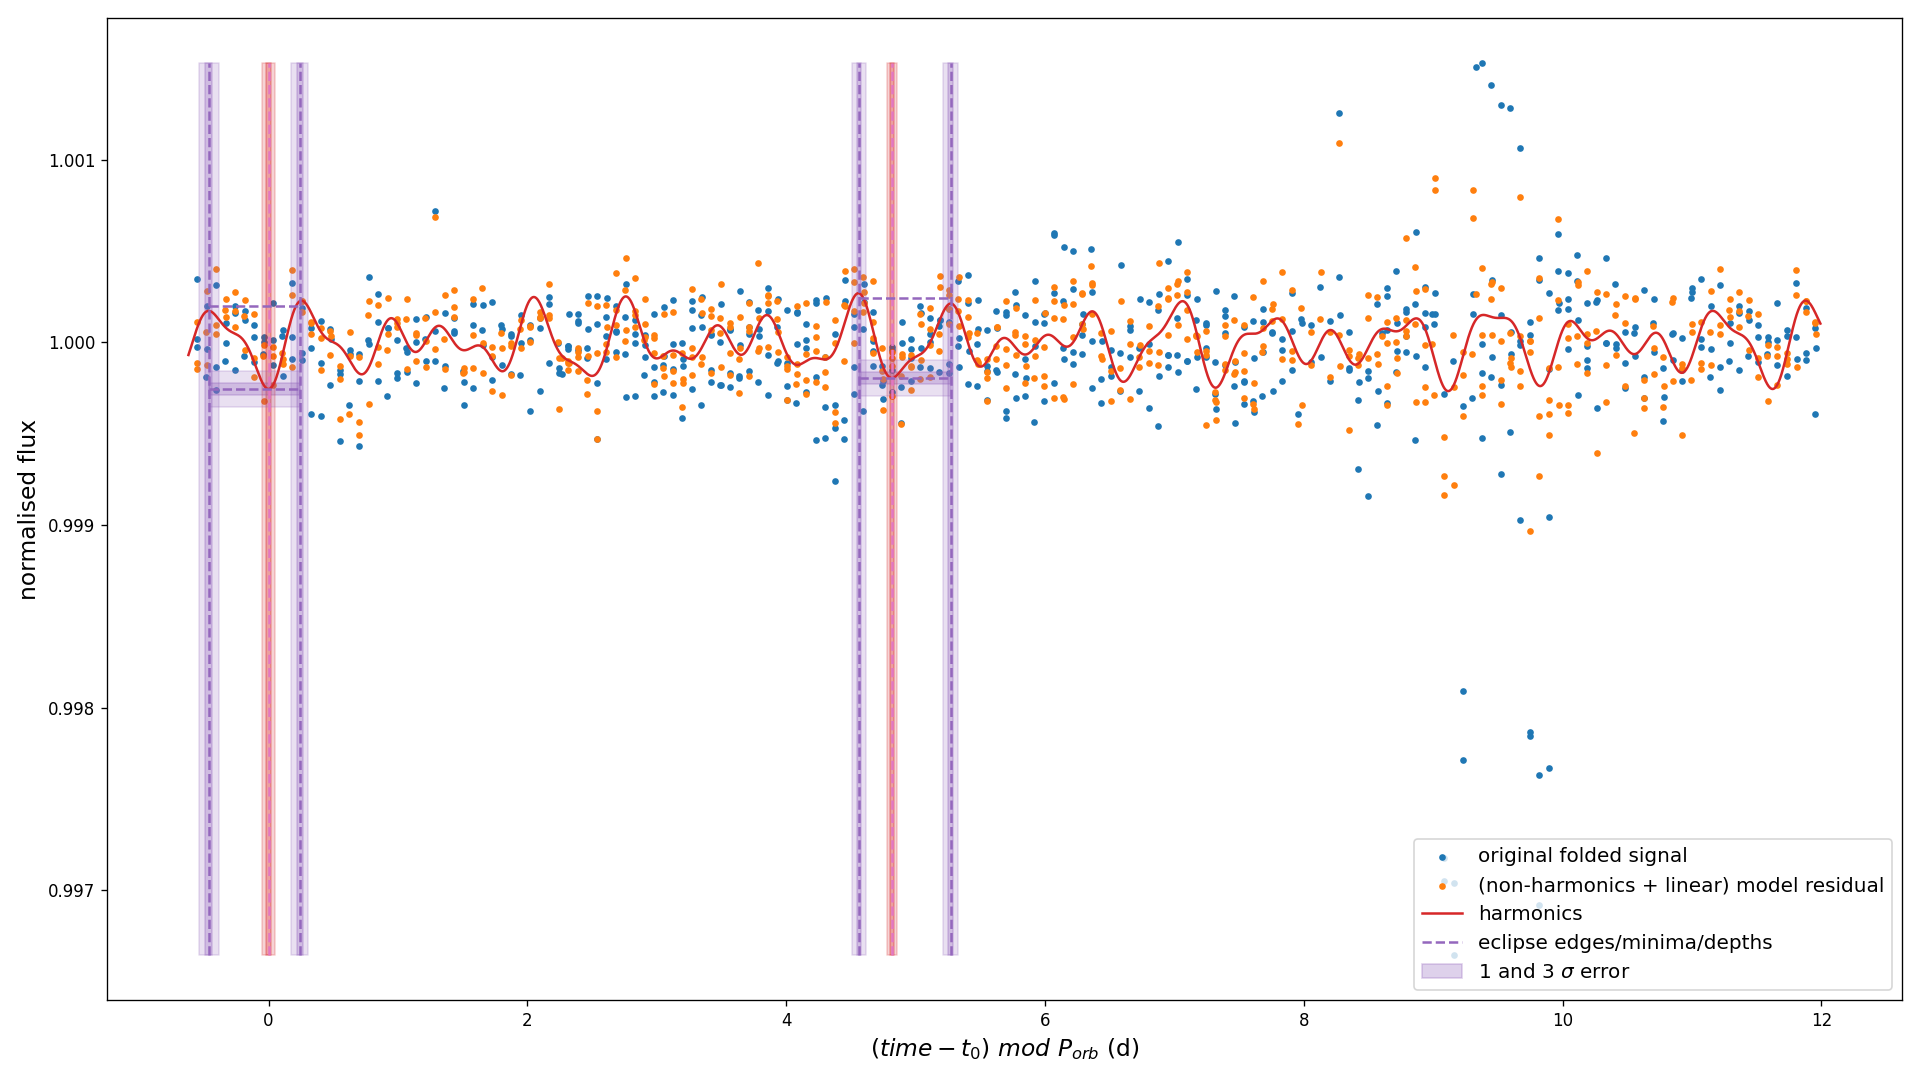 normalised flux
1.001
1.000
0.999
0.998
0.997
0
2
4
6
8
10
12
(time − t₀) mod P_orb (d)
original folded signal
(non-harmonics + linear) model residual
harmonics
eclipse edges/minima/depths
1 and 3 σ error